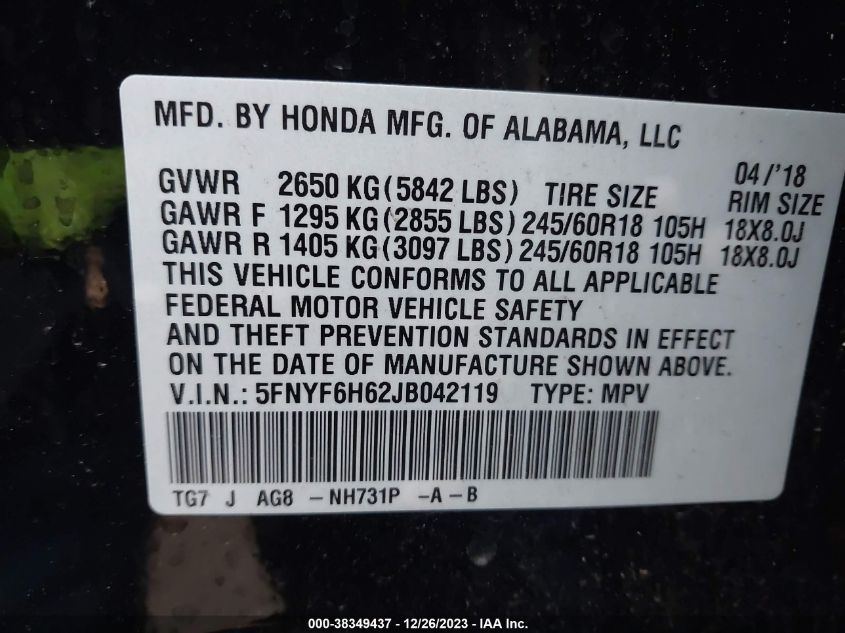 MFD. BY HONDA MFG. OF ALABAMA, LLC
04/'18
GVWR 2650 KG(5842 LBS) TIRE SIZE RIM SIZE
GAWR F 1295 KG(2855 LBS) 245/60R18 105H 18X8.0J
GAWR R 1405 KG(3097 LBS) 245/60R18 105H 18X8.0J
THIS VEHICLE CONFORMS TO ALL APPLICABLE
FEDERAL MOTOR VEHICLE SAFETY
AND THEFT PREVENTION STANDARDS IN EFFECT
ON THE DATE OF MANUFACTURE SHOWN ABOVE.
V.I.N.: 5FNYF6H62JB042119 TYPE: MPV
TG7 J AG8 -NH731P -A-B
000-38349437 - 12/26/2023 - IAA Inc.